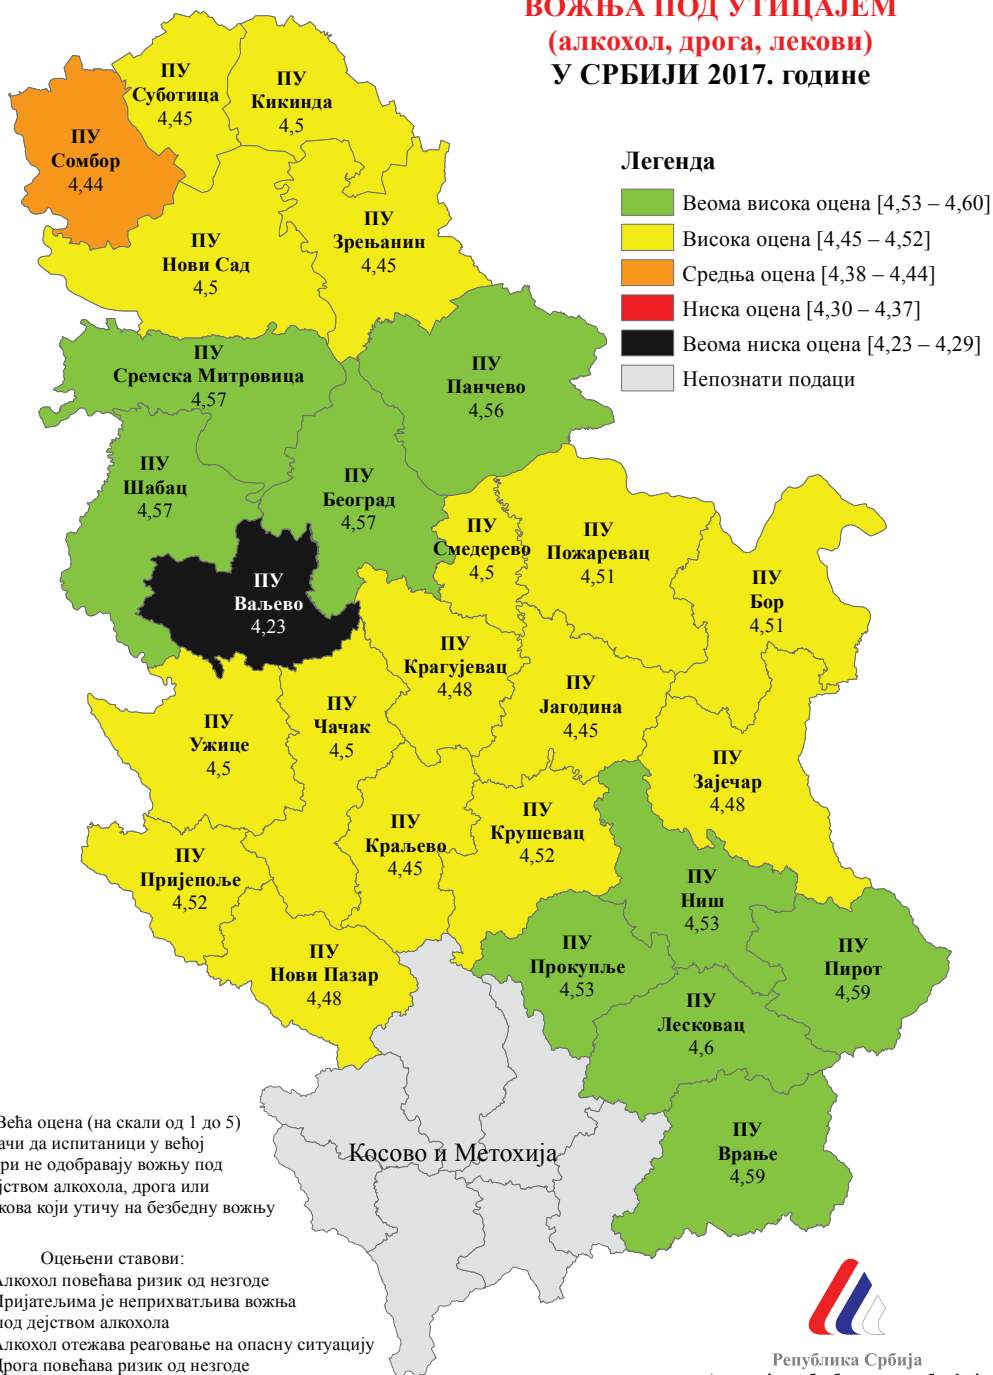 ВОЖЊА ПОД УТИЦАЈЕМ
(алкохол, дрога, лекови)
У СРБИЈИ 2017. године
Легенда
Веома висока оцена [4,53 – 4,60]
Висока оцена [4,45 – 4,52]
Средња оцена [4,38 – 4,44]
Ниска оцена [4,30 – 4,37]
Веома ниска оцена [4,23 – 4,29]
Непознати подаци
ПУ
Суботица
4,45
ПУ
Кикинда
4,5
ПУ
Сомбор
4,44
ПУ
Нови Сад
4,5
ПУ
Зрењанин
4,45
ПУ
Сремска Митровица
4,57
ПУ
Панчево
4,56
ПУ
Шабац
4,57
ПУ
Београд
4,57
ПУ
Смедерево
4,5
ПУ
Пожаревац
4,51
ПУ
Бор
4,51
ПУ
Ваљево
4,23
ПУ
Крагујевац
4,48
ПУ
Јагодина
4,45
ПУ
Ужице
4,5
ПУ
Чачак
4,5
ПУ
Зајечар
4,48
ПУ
Краљево
4,45
ПУ
Крушевац
4,52
ПУ
Пријепоље
4,52
ПУ
Ниш
4,53
ПУ
Нови Пазар
4,48
ПУ
Прокупље
4,53
ПУ
Пирот
4,59
ПУ
Лесковац
4,6
ПУ
Врање
4,59
Косово и Метохија
Већа оцена (на скали од 1 до 5)
да испитаници у већој
не одобравају вожњу под
алкохола, дрога или
који утичу на безбедну вожњу
Оцењени ставови:
Алкохол повећава ризик од незгоде
Пријатељима је неприхватљива вожња
под дејством алкохола
Алкохол отежава реаговање на опасну ситуацију
Дрога повећава ризик од незгоде
Република Србија